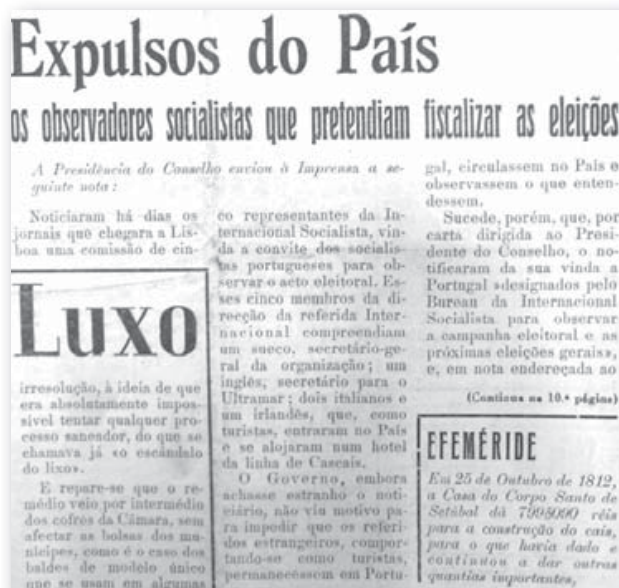 Expulsos do País
os observadores socialistas que pretendiam fiscalizar as eleições
A Presidência do Conselho enviou à Imprensa a se-
guinte nota:
Noticiaram há dias os
jornais que chegara a Lis-
boa uma comissão de cin-
co representantes da In-
ternacional Socialista, vin-
da a convite dos socialis-
tas portugueses para ob-
servar o acto eleitoral. Es-
ses cinco membros da di-
recção da referida Inter-
nacional compreendiam
um sueco, secretário-ge-
ral da organização; um
inglês, secretário para o
Ultramar; dois italianos e
um irlandês, que, como
turistas, entraram no País
e se alojaram num hotel
da linha de Cascais.
O Governo, embora
achasse estranho o noti-
ciário, não viu motivo pa-
ra impedir que os referi-
dos estrangeiros, compor-
tando-se como turistas,
permanecessem em Portu-
gal, circulassem no País e
observassem o que enten-
dessem.
Sucede, porém, que, por
carta dirigida ao Presi-
dente do Conselho, o no-
tificaram da sua vinda a
Portugal «designados pelo
Bureau da Internacional
Socialista para observar
a campanha eleitoral e as
próximas eleições gerais»,
e, em nota endereçada ao
(Continua na 10.ª página)
Luxo
irresolução, à ideia de que
era absolutamente impos-
sível tentar qualquer pro-
cesso saneador, do que se
chamava já «o escândalo
do lixo».
E repare-se que o re-
médio veio por intermédio
dos cofres da Câmara, sem
afectar as bolsas dos mu-
nícipes, como é o caso dos
baldes de modelo único
que se usam em algumas
EFEMÉRIDE
Em 25 de Outubro de 1812,
a Casa do Corpo Santo de
Setúbal dá 799$090 réis
para a construção do cais,
para o que havia dado e
continuou a dar outras
quantias importantes.